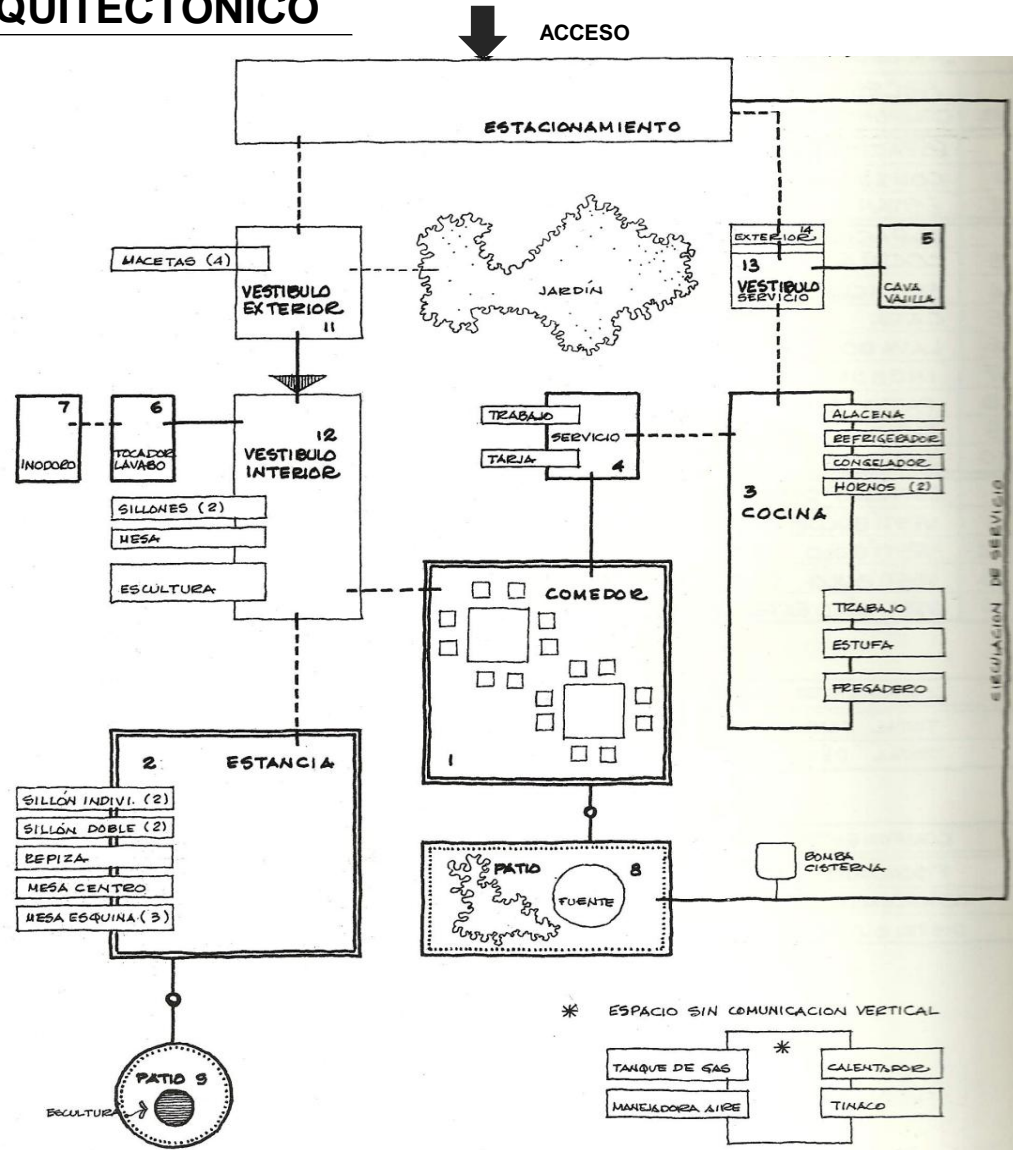 QUITECTÓNICO
ACCESO
ESTACIONAMIENTO
MACETAS (4)
VESTIBULO
EXTERIOR
11
JARDÍN
EXTERIOR 14
13
VESTIBULO
SERVICIO
5
CAVA
VAJILLA
7
INODORO
6
TOCADOR
LAVABO
12
VESTIBULO
INTERIOR
SILLONES (2)
MESA
ESCULTURA
TRABAJO
SERVICIO
TARJA
4
ALACENA
REFRIGERADOR
CONGELADOR
HORNOS (2)
3
COCINA
TRABAJO
ESTUFA
FREGADERO
CIRCULACION DE SERVICIO
COMEDOR
1
2
ESTANCIA
SILLÓN INDIVI. (2)
SILLÓN DOBLE (2)
REPIZA
MESA CENTRO
MESA ESQUINA (3)
PATIO
8
FUENTE
BOMBA
CISTERNA
PATIO 9
ESCULTURA
* ESPACIO SIN COMUNICACION VERTICAL
*
TANQUE DE GAS
CALENTADOR
MANEJADORA AIRE
TINACO